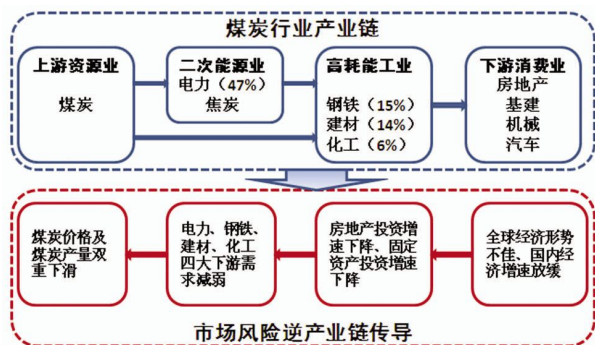 煤炭行业产业链
上游资源业
煤炭
二次能源业
电力（47%）
焦炭
高耗能工业
钢铁（15%）
建材（14%）
化工（6%）
下游消费业
房地产
基建
机械
汽车
煤炭价格及
煤炭产量双
重下滑
电力、钢铁、
建材、化工
四大下游需
求减弱
房地产投资增
速下降、固定
资产投资增速
下降
全球经济形势
不佳、国内经
济增速放缓
市场风险逆产业链传导